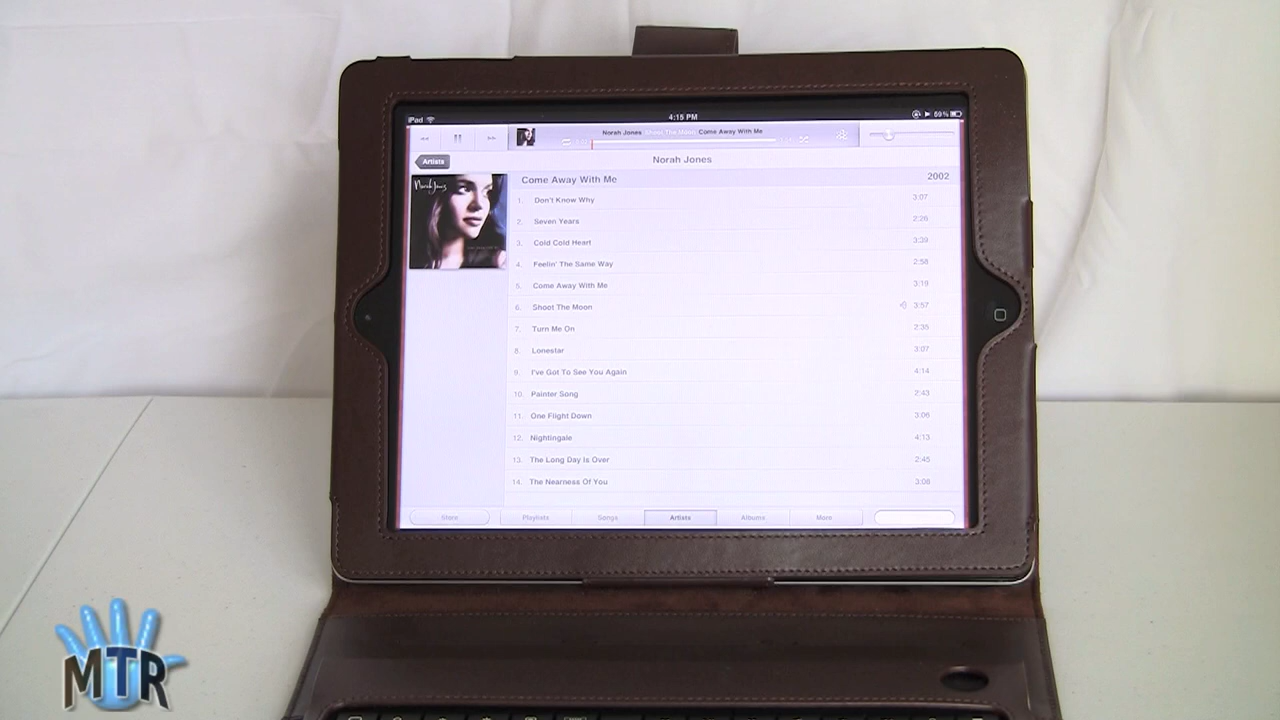 iPad 4:15 PM 59%
Norah Jones Shoot The Moon Come Away With Me
Artists Norah Jones
Norah Jones
Come Away With Me 2002
1. Don't Know Why 3:07
2. Seven Years 2:26
3. Cold Cold Heart 3:39
4. Feelin' The Same Way 2:58
5. Come Away With Me 3:19
6. Shoot The Moon 3:57
7. Turn Me On 2:35
8. Lonestar 3:07
9. I've Got To See You Again 4:14
10. Painter Song 2:43
11. One Flight Down 3:06
12. Nightingale 4:13
13. The Long Day Is Over 2:45
14. The Nearness Of You 3:08
Store Playlists Songs Artists Albums More
MTR